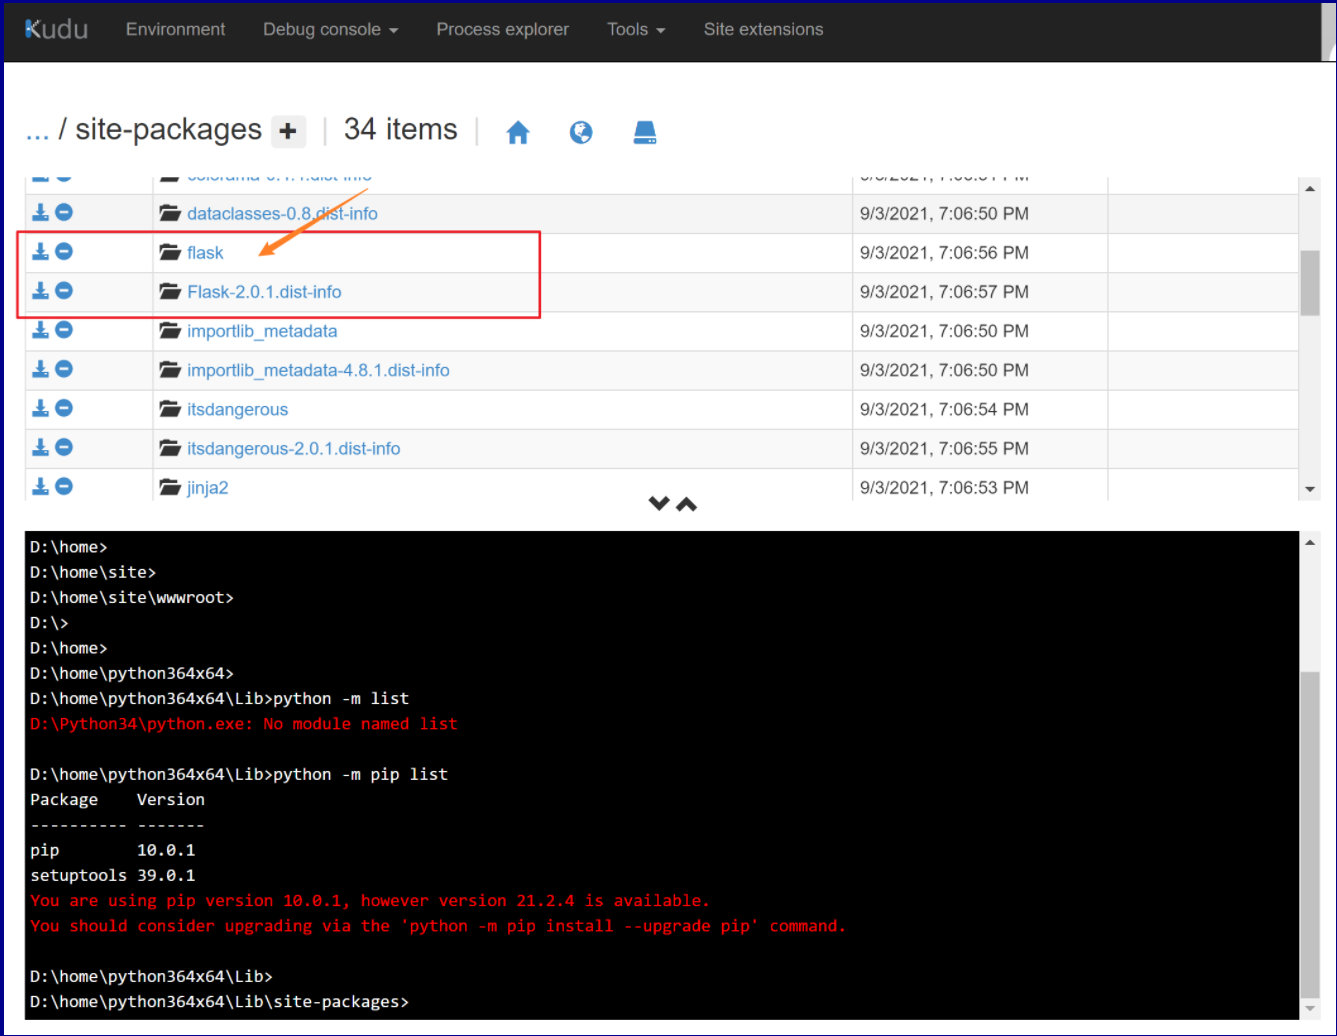 Kudu Environment Debug console Process explorer Tools Site extensions
... / site-packages + 34 items
dataclasses-0.8.dist-info 9/3/2021, 7:06:50 PM
flask 9/3/2021, 7:06:56 PM
Flask-2.0.1.dist-info 9/3/2021, 7:06:57 PM
importlib_metadata 9/3/2021, 7:06:50 PM
importlib_metadata-4.8.1.dist-info 9/3/2021, 7:06:50 PM
itsdangerous 9/3/2021, 7:06:54 PM
itsdangerous-2.0.1.dist-info 9/3/2021, 7:06:55 PM
jinja2 9/3/2021, 7:06:53 PM
D:\home>
D:\home\site>
D:\home\site\wwwroot>
D:\>
D:\home>
D:\home\python364x64>
D:\home\python364x64\Lib>python -m list
D:\Python34\python.exe: No module named list
D:\home\python364x64\Lib>python -m pip list
Package Version
---------- -------
pip 10.0.1
setuptools 39.0.1
You are using pip version 10.0.1, however version 21.2.4 is available.
You should consider upgrading via the 'python -m pip install --upgrade pip' command.
D:\home\python364x64\Lib>
D:\home\python364x64\Lib\site-packages>